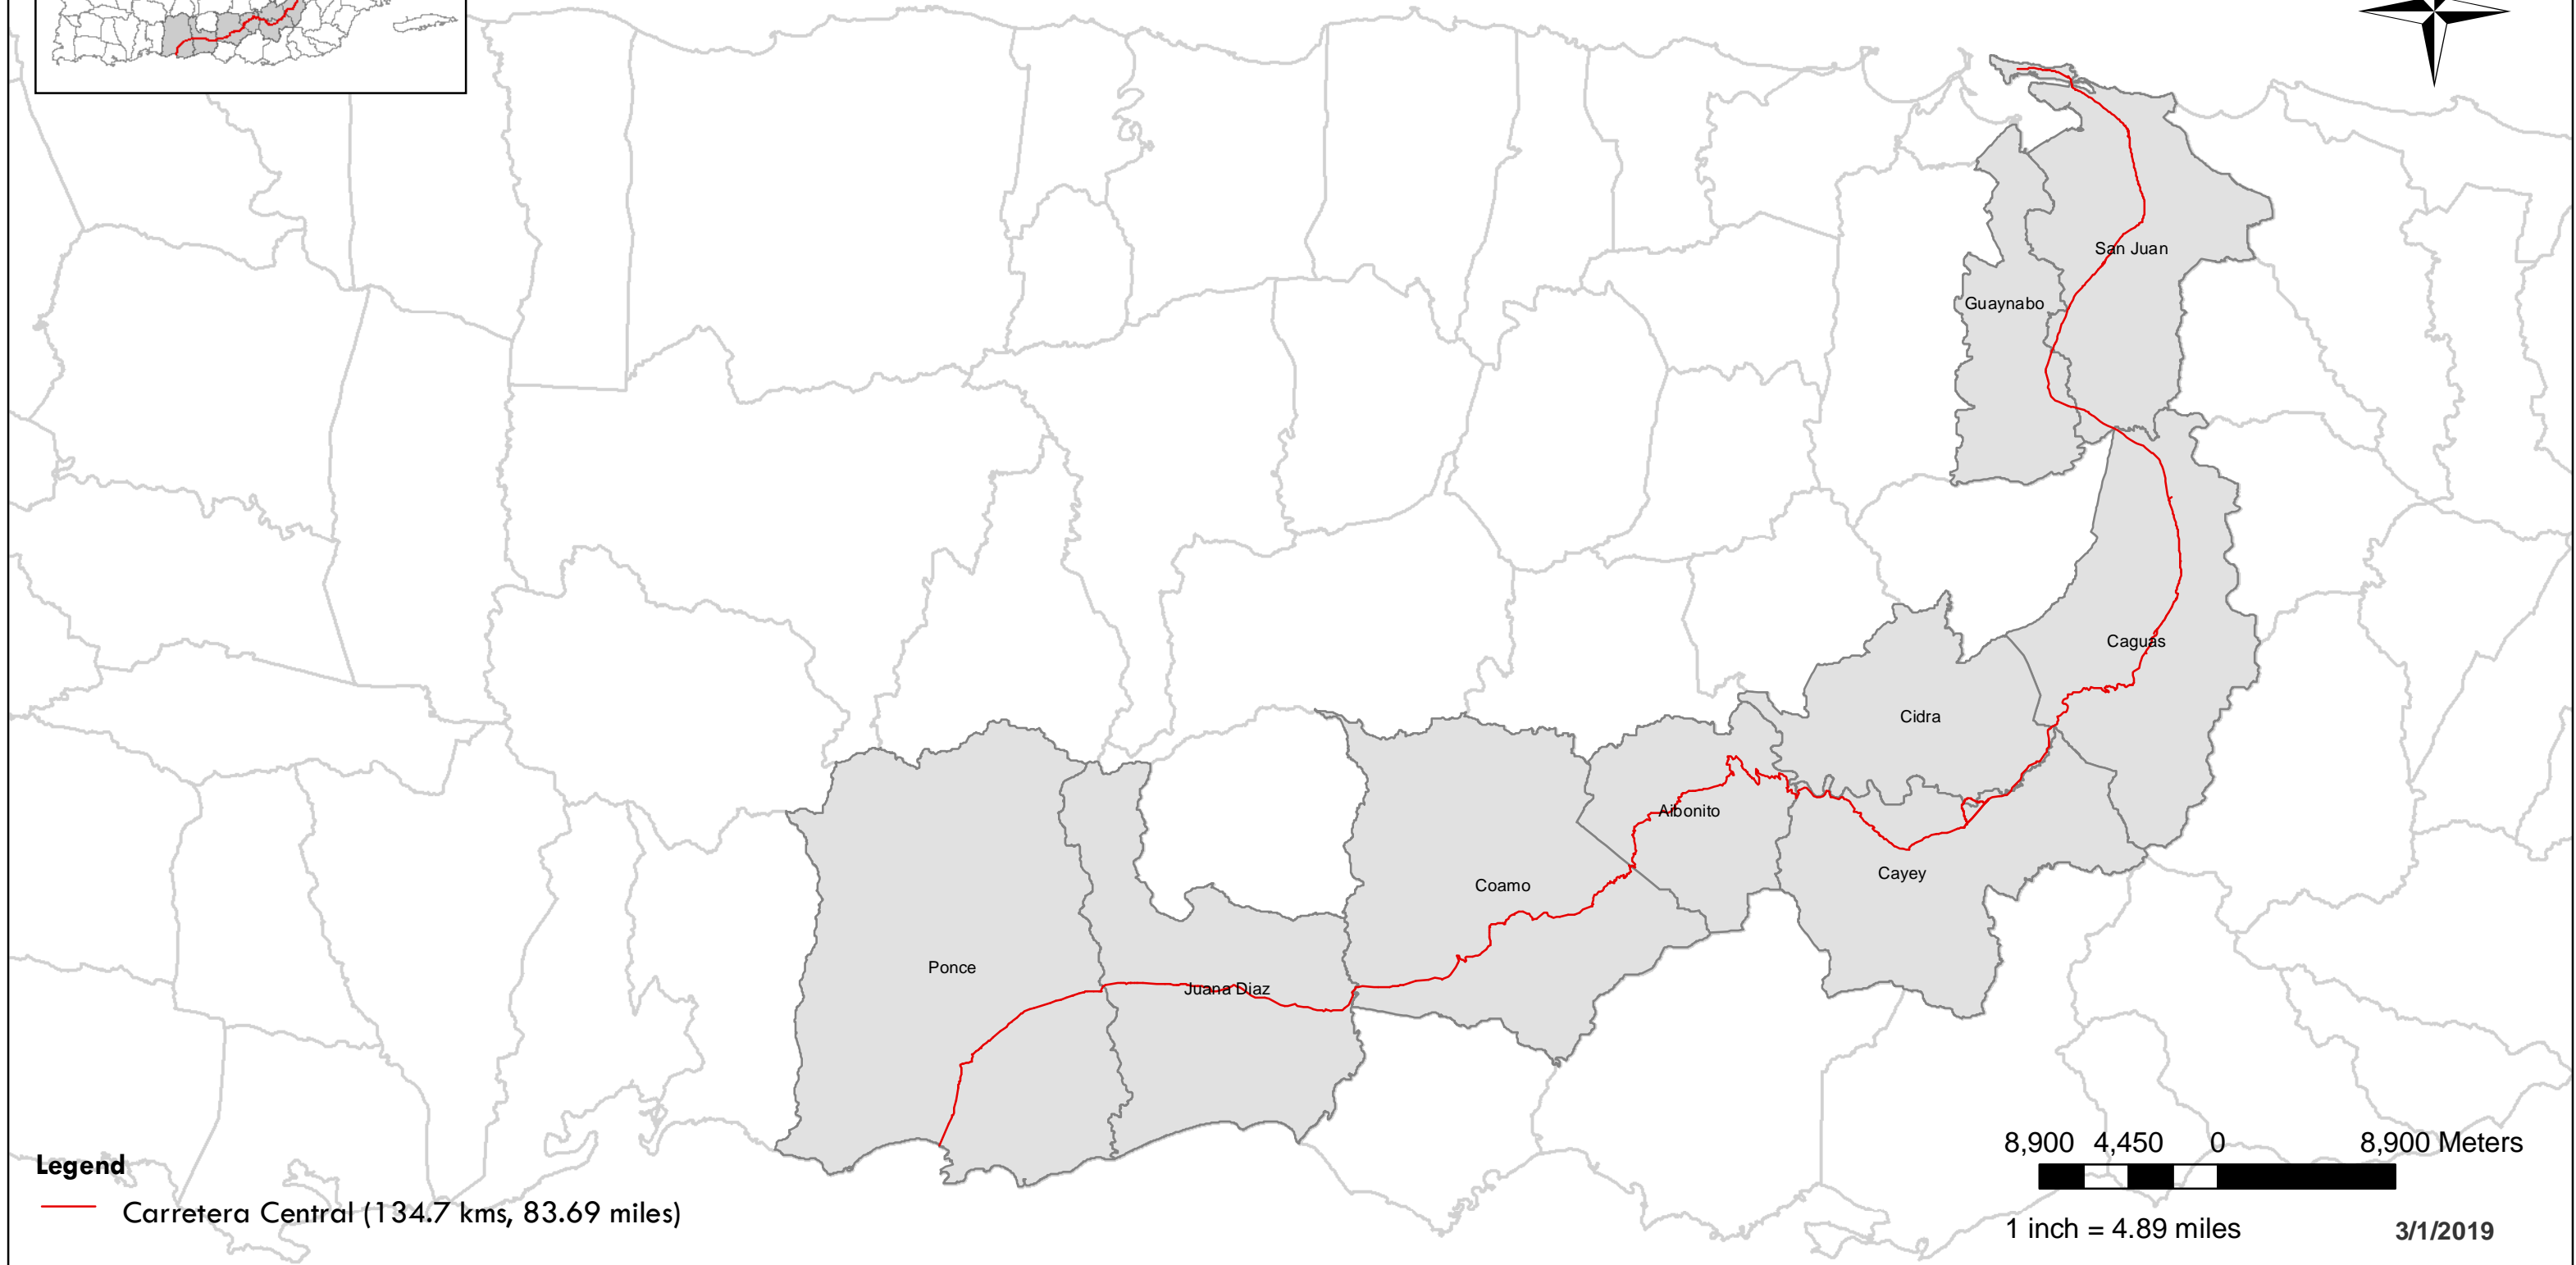 San Juan
Guaynabo
Caguas
Cidra
Aibonito
Cayey
Coamo
Ponce
Juana Diaz
8,900 4,450 0 8,900 Meters
1 inch = 4.89 miles
3/1/2019
Legend
Carretera Central (134.7 kms, 83.69 miles)